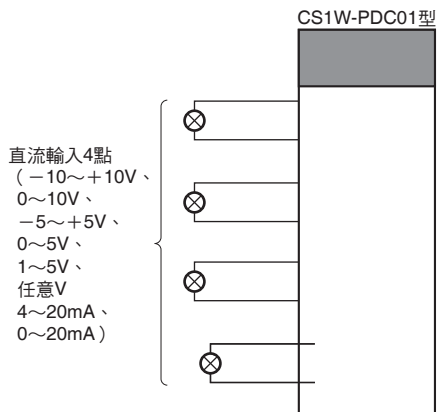 CS1W-PDC01型
直流輸入4點
（－10～＋10V、
0～10V、
－5～＋5V、
0～5V、
1～5V、
任意V
4～20mA、
0～20mA）